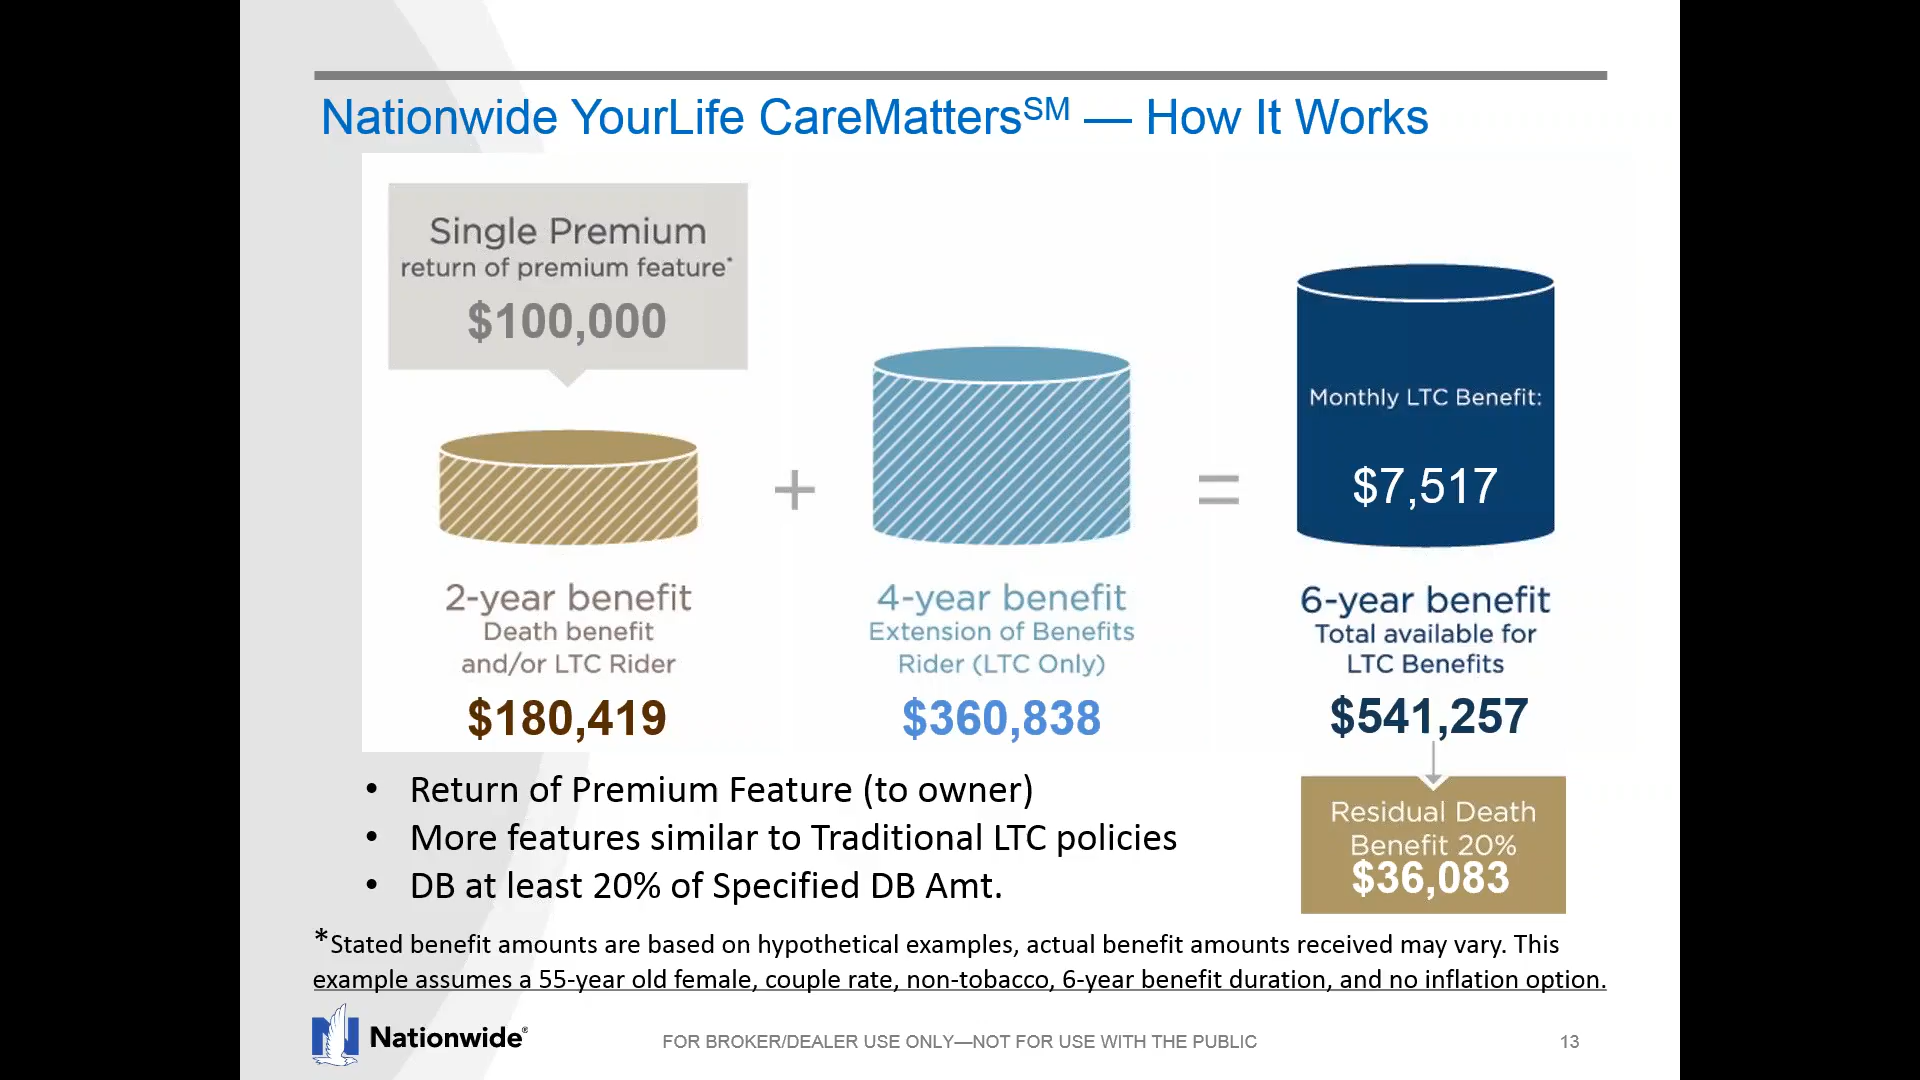 Nationwide YourLife CareMatters℠ — How It Works
Single Premium
return of premium feature*
$100,000
2-year benefit
Death benefit
and/or LTC Rider
$180,419
+
4-year benefit
Extension of Benefits
Rider (LTC Only)
$360,838
=
Monthly LTC Benefit:
$7,517
6-year benefit
Total available for
LTC Benefits
$541,257
Residual Death
Benefit 20%
$36,083
• Return of Premium Feature (to owner)
• More features similar to Traditional LTC policies
• DB at least 20% of Specified DB Amt.
*Stated benefit amounts are based on hypothetical examples, actual benefit amounts received may vary. This
example assumes a 55-year old female, couple rate, non-tobacco, 6-year benefit duration, and no inflation option.
N Nationwide®
FOR BROKER/DEALER USE ONLY—NOT FOR USE WITH THE PUBLIC
13